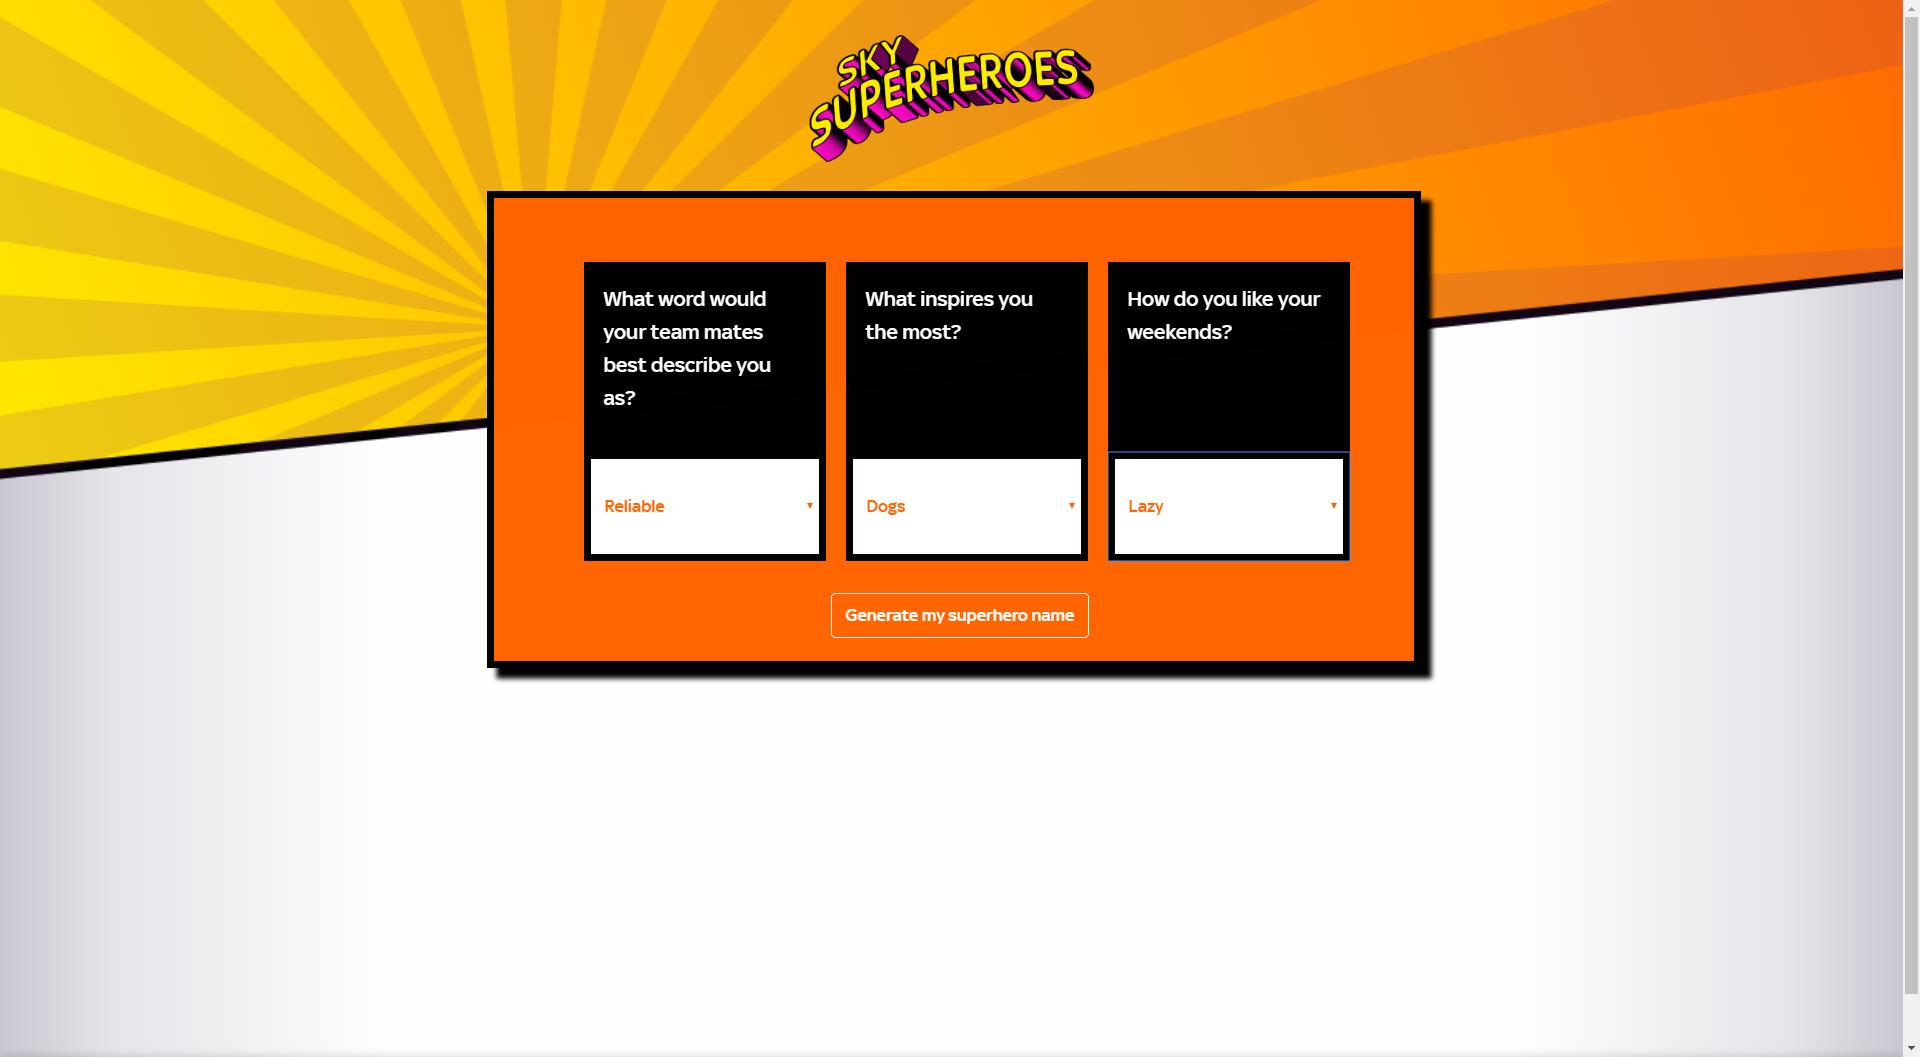 SKY
SUPERHEROES
What word would
your team mates
best describe you
as?
What inspires you
the most?
How do you like your
weekends?
Reliable
Dogs
Lazy
Generate my superhero name